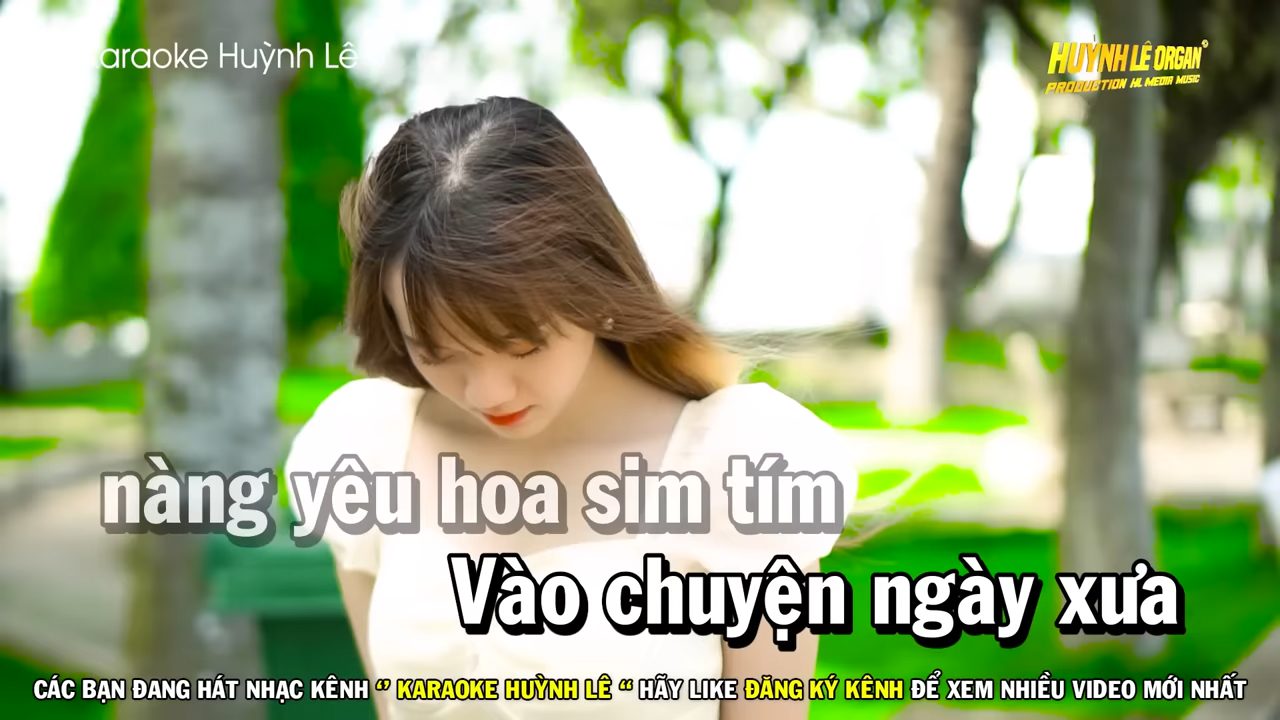 Karaoke Huỳnh Lê
HUỲNH LÊ ORGAN
PRODUCTION HL MEDIA MUSIC
nàng yêu hoa sim tím
Vào chuyện ngày xưa
CÁC BẠN ĐANG HÁT NHẠC KÊNH ‘’ KARAOKE HUỲNH LÊ “ HÃY LIKE ĐĂNG KÝ KÊNH ĐỂ XEM NHIỀU VIDEO MỚI NHẤT